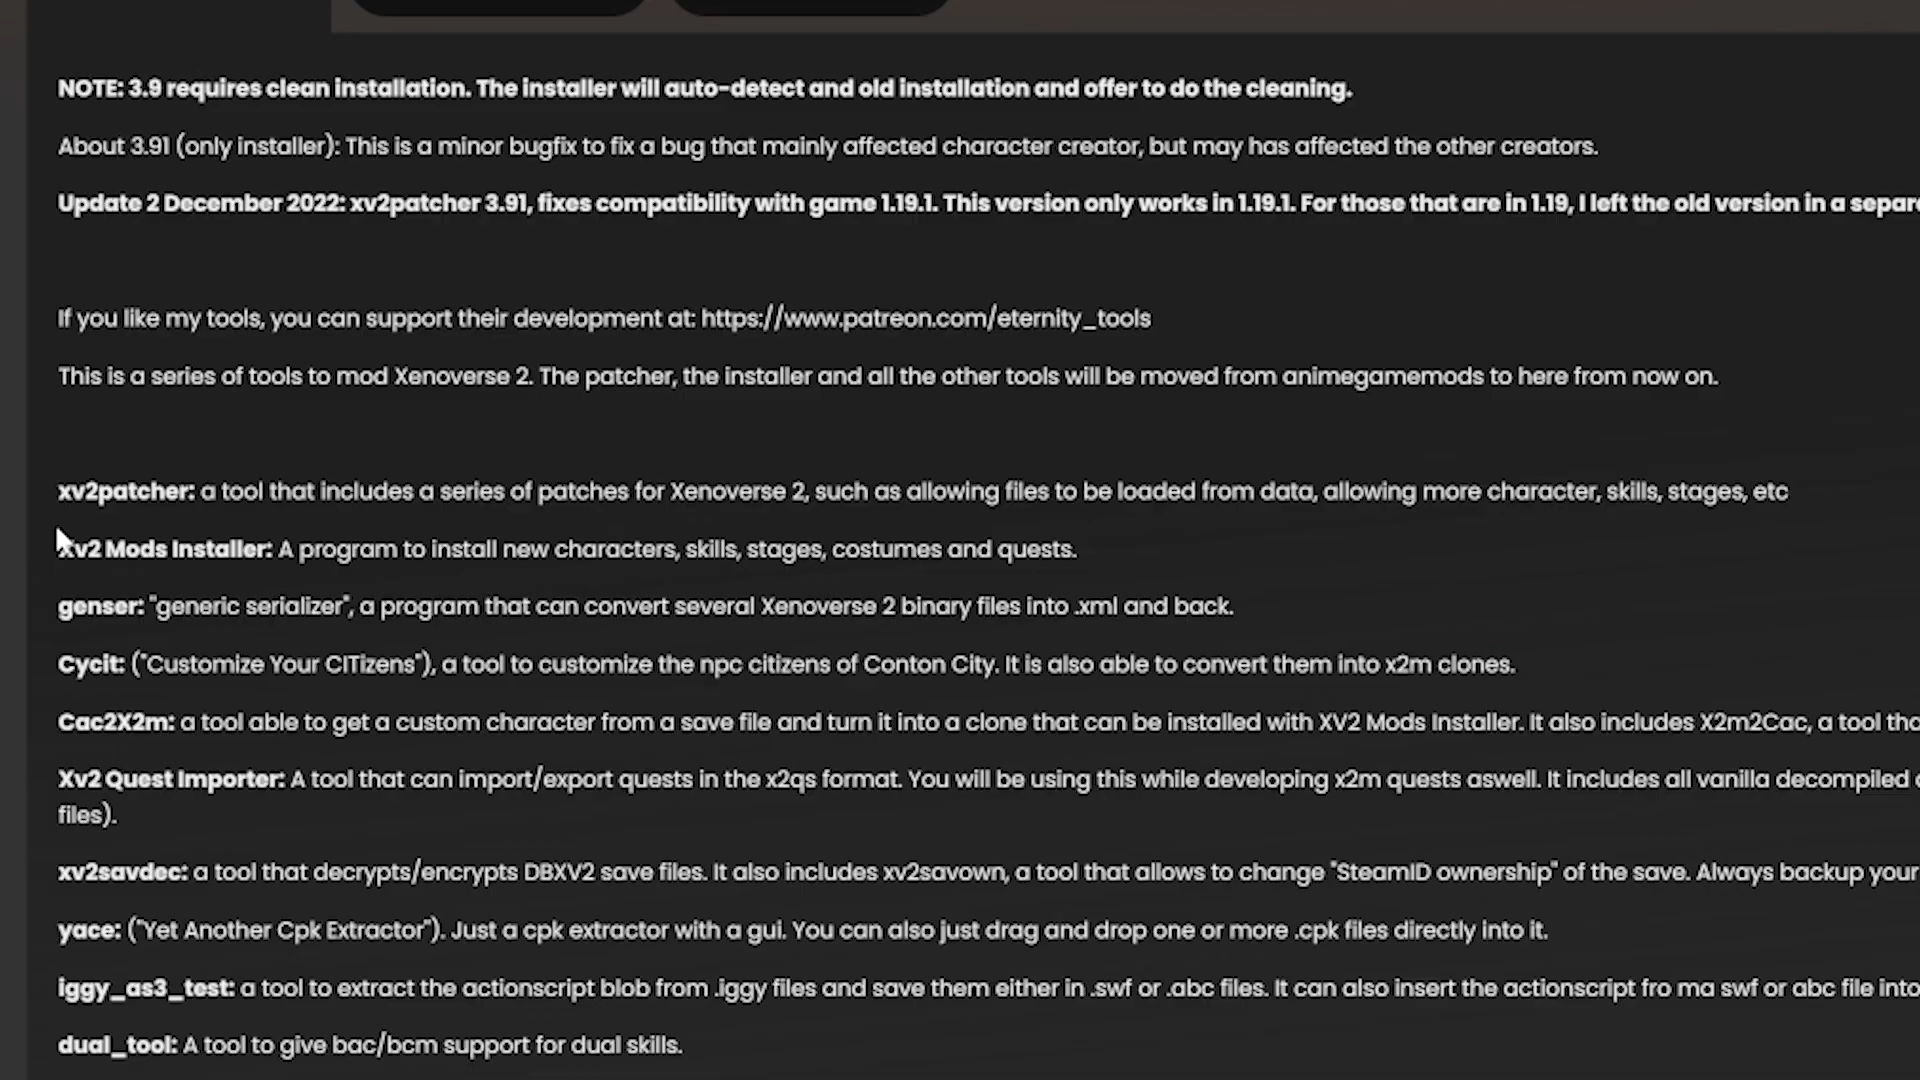 NOTE: 3.9 requires clean installation. The installer will auto-detect and old installation and offer to do the cleaning.
About 3.91 (only installer): This is a minor bugfix to fix a bug that mainly affected character creator, but may has affected the other creators.
Update 2 December 2022: xv2patcher 3.91, fixes compatibility with game 1.19.1. This version only works in 1.19.1. For those that are in 1.19, I left the old version in a
If you like my tools, you can support their development at: https://www.patreon.com/eternity_tools
This is a series of tools to mod Xenoverse 2. The patcher, the installer and all the other tools will be moved from animegamemods to here from now on.
xv2patcher: a tool that includes a series of patches for Xenoverse 2, such as allowing files to be loaded from data, allowing more character, skills, stages, etc
Xv2 Mods Installer: A program to install new characters, skills, stages, costumes and quests.
genser: "generic serializer", a program that can convert several Xenoverse 2 binary files into .xml and back.
Cycit: ("Customize Your CITizens"), a tool to customize the npc citizens of Conton City. It is also able to convert them into x2m clones.
Cac2X2m: a tool able to get a custom character from a save file and turn it into a clone that can be installed with XV2 Mods Installer. It also includes X2m2Cac, a tool
Xv2 Quest Importer: A tool that can import/export quests in the x2qs format. You will be using this while developing x2m quests aswell. It includes all vanilla decompiled
files).
xv2savdec: a tool that decrypts/encrypts DBXV2 save files. It also includes xv2savown, a tool that allows to change "SteamID ownership" of the save. Always backup your
yace: ("Yet Another Cpk Extractor"). Just a cpk extractor with a gui. You can also just drag and drop one or more .cpk files directly into it.
iggy_as3_test: a tool to extract the actionscript blob from .iggy files and save them either in .swf or .abc files. It can also insert the actionscript fro ma swf or abc file into
dual_tool: A tool to give bac/bcm support for dual skills.